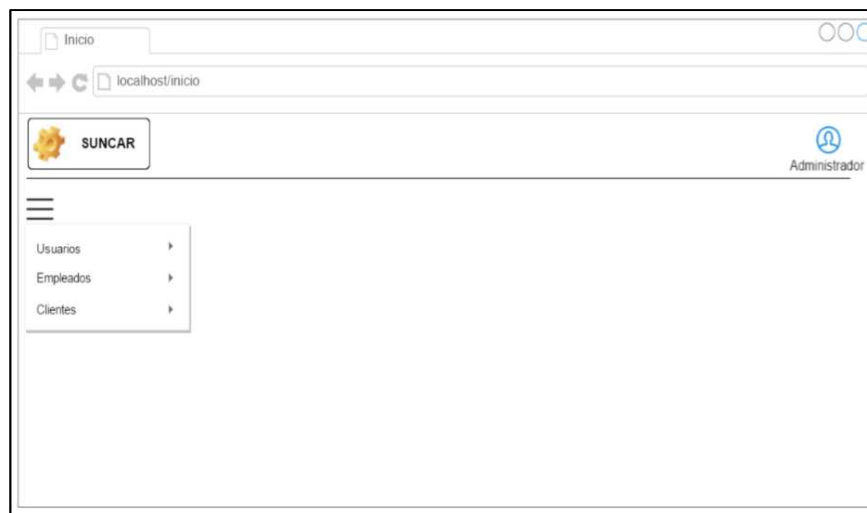 Inicio
localhost/inicio
SUNCAR
Administrador
Usuarios
Empleados
Clientes